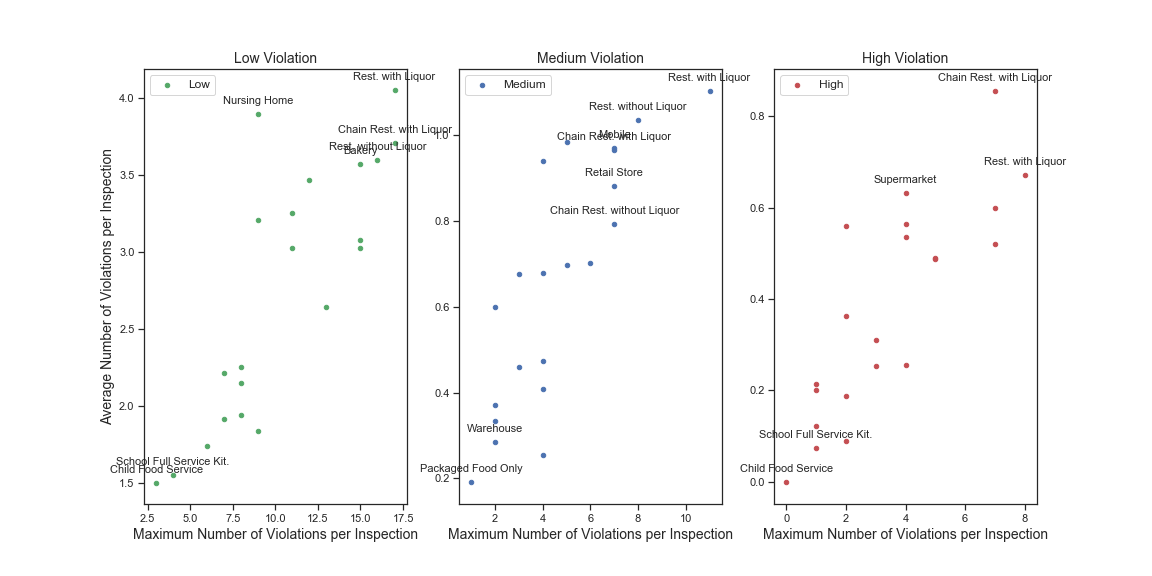 Low Violation
Low
Rest. with Liquor
Nursing Home
Chain Rest. with Liquor
Rest. without Liquor
Bakery
School Full Service Kit.
Child Food Service
4.0
3.5
3.0
2.5
2.0
1.5
2.5
5.0
7.5
10.0
12.5
15.0
17.5
Average Number of Violations per Inspection
Maximum Number of Violations per Inspection
Medium Violation
Medium
Rest. with Liquor
Rest. without Liquor
Mobile
Chain Rest. with Liquor
Retail Store
Chain Rest. without Liquor
Warehouse
Packaged Food Only
1.0
0.8
0.6
0.4
0.2
2
4
6
8
10
Maximum Number of Violations per Inspection
High Violation
High
Chain Rest. with Liquor
Rest. with Liquor
Supermarket
School Full Service Kit.
Child Food Service
0.8
0.6
0.4
0.2
0.0
0
2
4
6
8
Maximum Number of Violations per Inspection